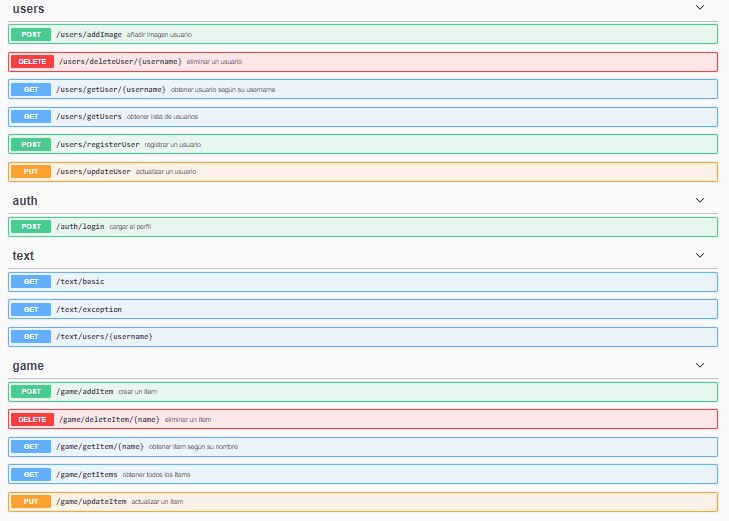 users
POST /users/addImage añadir imagen usuario
DELETE /users/deleteUser/{username} eliminar un usuario
GET /users/getUser/{username} obtener usuario según su username
GET /users/getUsers obtener lista de usuarios
POST /users/registerUser registrar un usuario
PUT /users/updateUser actualizar un usuario
auth
POST /auth/login cargar el perfil
text
GET /text/basic
GET /text/exception
GET /text/users/{username}
game
POST /game/addItem crear un item
DELETE /game/deleteItem/{name} eliminar un item
GET /game/getItem/{name} obtener item según su nombre
GET /game/getItems obtener todos los items
PUT /game/updateItem actualizar un item